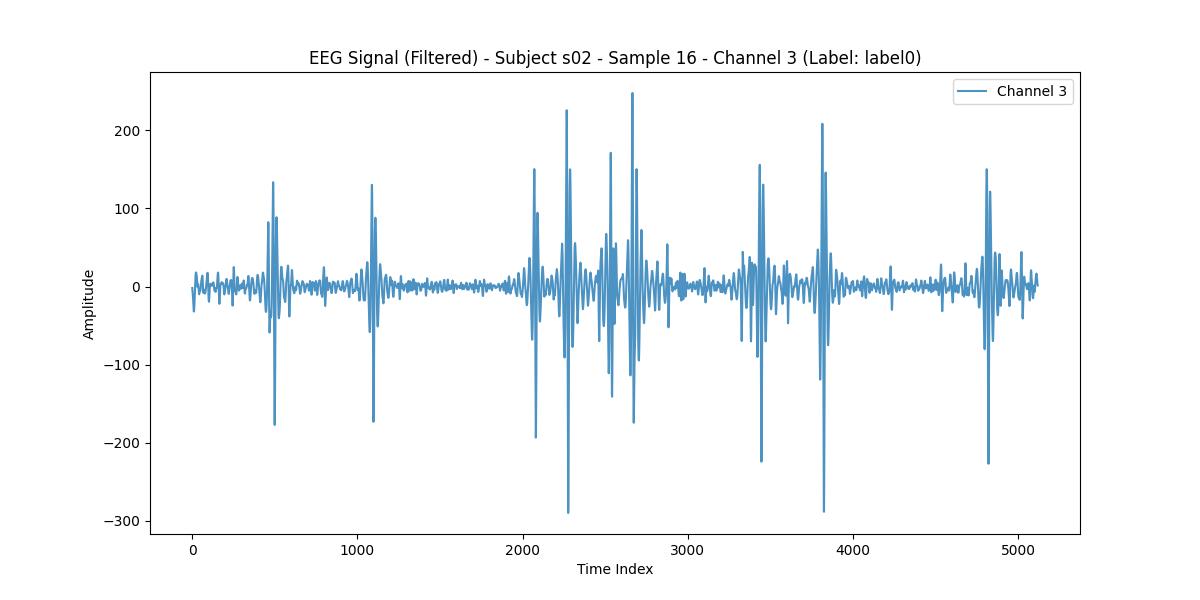 EEG Signal (Filtered) - Subject s02 - Sample 16 - Channel 3 (Label: label0)
Channel 3
200
100
0
−100
−200
−300
Amplitude
0 1000 2000 3000 4000 5000
Time Index